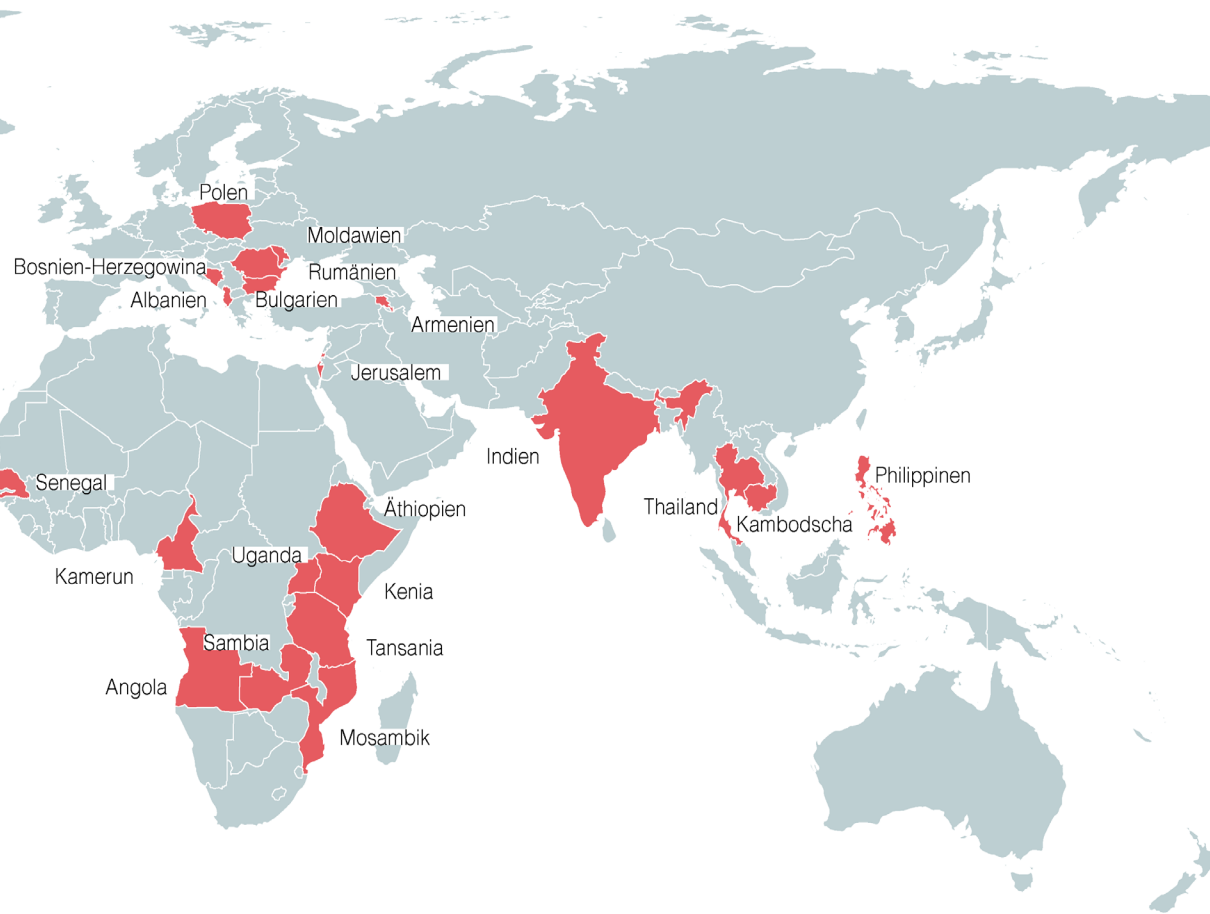 Polen
Moldawien
Bosnien-Herzegowina
Rumänien
Albanien
Bulgarien
Armenien
Jerusalem
Indien
Senegal
Philippinen
Äthiopien
Thailand
Kambodscha
Uganda
Kamerun
Kenia
Sambia
Tansania
Angola
Mosambik